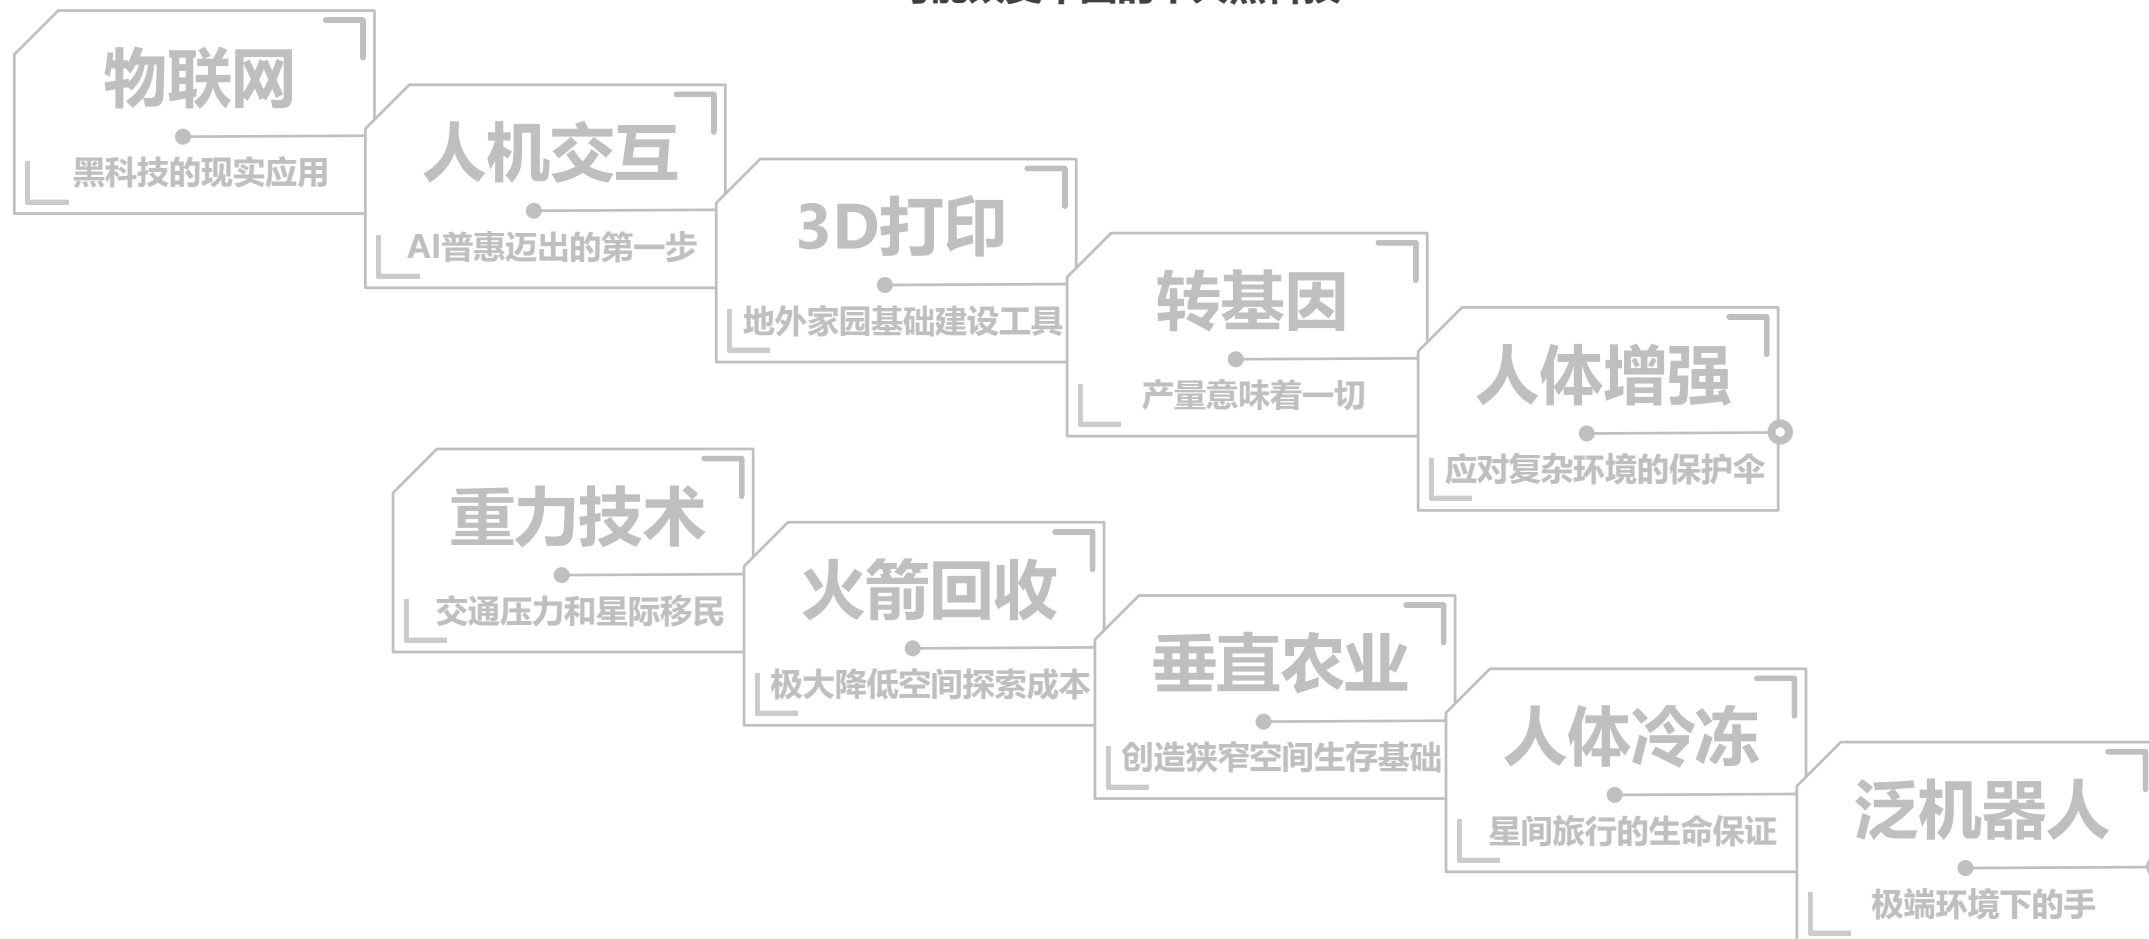 物联网
黑科技的现实应用
人机交互
AI普惠迈出的第一步
3D打印
地外家园基础建设工具
转基因
产量意味着一切
人体增强
应对复杂环境的保护伞
重力技术
交通压力和星际移民
火箭回收
极大降低空间探索成本
垂直农业
创造狭窄空间生存基础
人体冷冻
星间旅行的生命保证
泛机器人
极端环境下的手